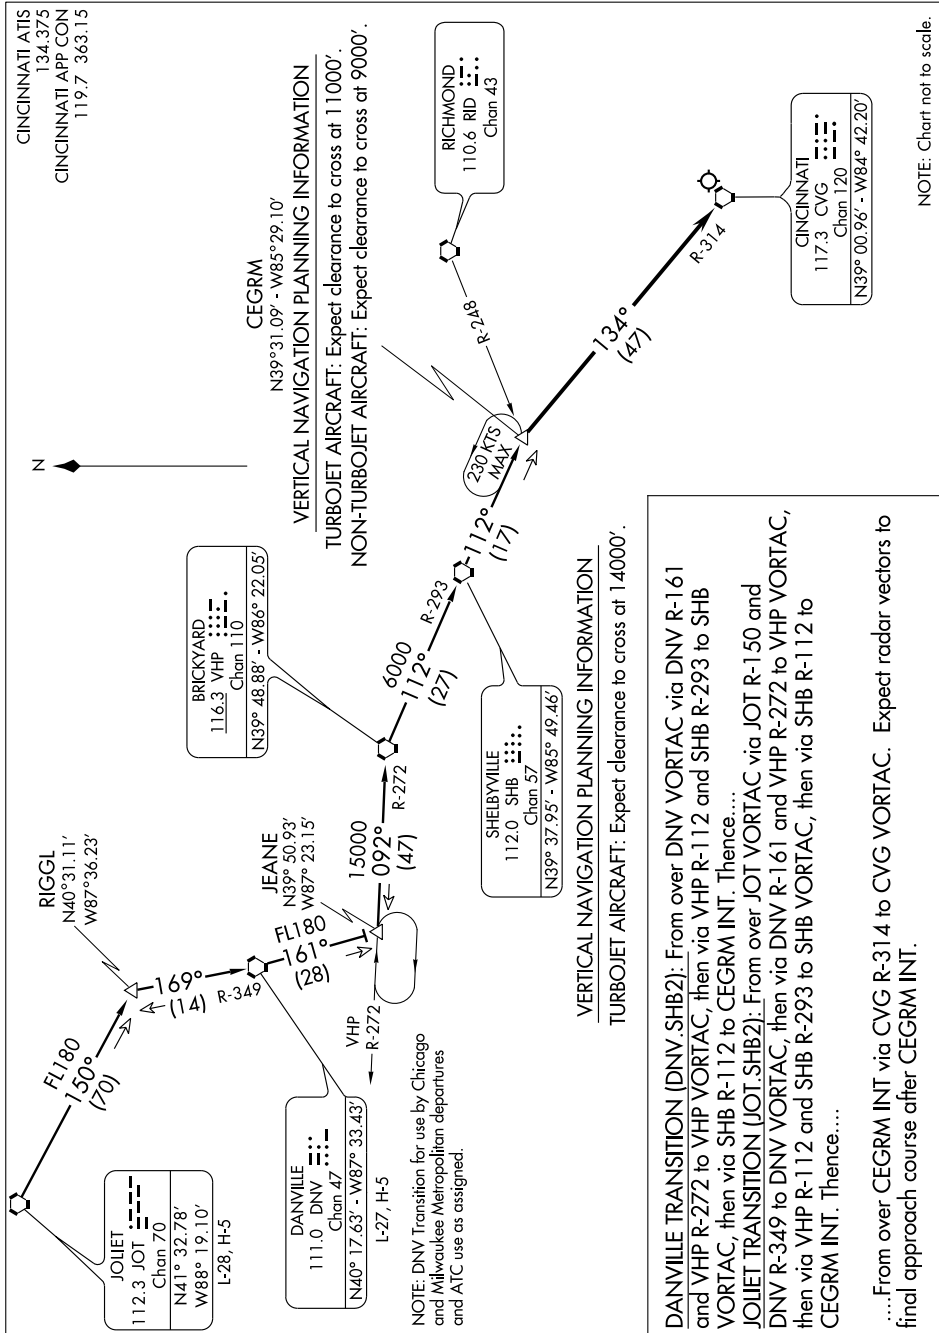 CINCINNATI ATIS
134.375
CINCINNATI APP CON
119.7 363.15
N
CEGRM
N39°31.09' - W85°29.10'
VERTICAL NAVIGATION PLANNING INFORMATION
TURBOJET AIRCRAFT: Expect clearance to cross at 11000'.
NON-TURBOJET AIRCRAFT: Expect clearance to cross at 9000'.
RICHMOND
110.6 RID
Chan 43
R-248
BRICKYARD
116.3 VHP
Chan 110
N39° 48.88' - W86° 22.05'
RIGGL
N40°31.11'
W87°36.23'
JEANE
N39° 50.93'
W87° 23.15'
FL180
150°
(70)
169°
(14)
R-349
FL180
161°
(28)
15000
092°
(47)
R-272
6000
112°
(27)
R-293
112°
(17)
230 KTS
MAX
134°
(47)
R-314
VHP
R-272
JOLIET
112.3 JOT
Chan 70
N41° 32.78'
W88° 19.10'
L-28, H-5
DANVILLE
111.0 DNV
Chan 47
N40° 17.63' - W87° 33.43'
L-27, H-5
SHELBYVILLE
112.0 SHB
Chan 57
N39° 37.95' - W85° 49.46'
VERTICAL NAVIGATION PLANNING INFORMATION
TURBOJET AIRCRAFT: Expect clearance to cross at 14000'.
CINCINNATI
117.3 CVG
Chan 120
N39° 00.96' - W84° 42.20'
NOTE: DNV Transition for use by Chicago
and Milwaukee Metropolitan departures
and ATC use as assigned.
NOTE: Chart not to scale.
DANVILLE TRANSITION (DNV.SHB2): From over DNV VORTAC via DNV R-161
and VHP R-272 to VHP VORTAC, then via VHP R-112 and SHB R-293 to SHB
VORTAC, then via SHB R-112 to CEGRM INT. Thence....
JOLIET TRANSITION (JOT.SHB2): From over JOT VORTAC via JOT R-150 and
DNV R-349 to DNV VORTAC, then via DNV R-161 and VHP R-272 to VHP VORTAC,
then via VHP R-112 and SHB R-293 to SHB VORTAC, then via SHB R-112 to
CEGRM INT. Thence....
....From over CEGRM INT via CVG R-314 to CVG VORTAC. Expect radar vectors to
final approach course after CEGRM INT.